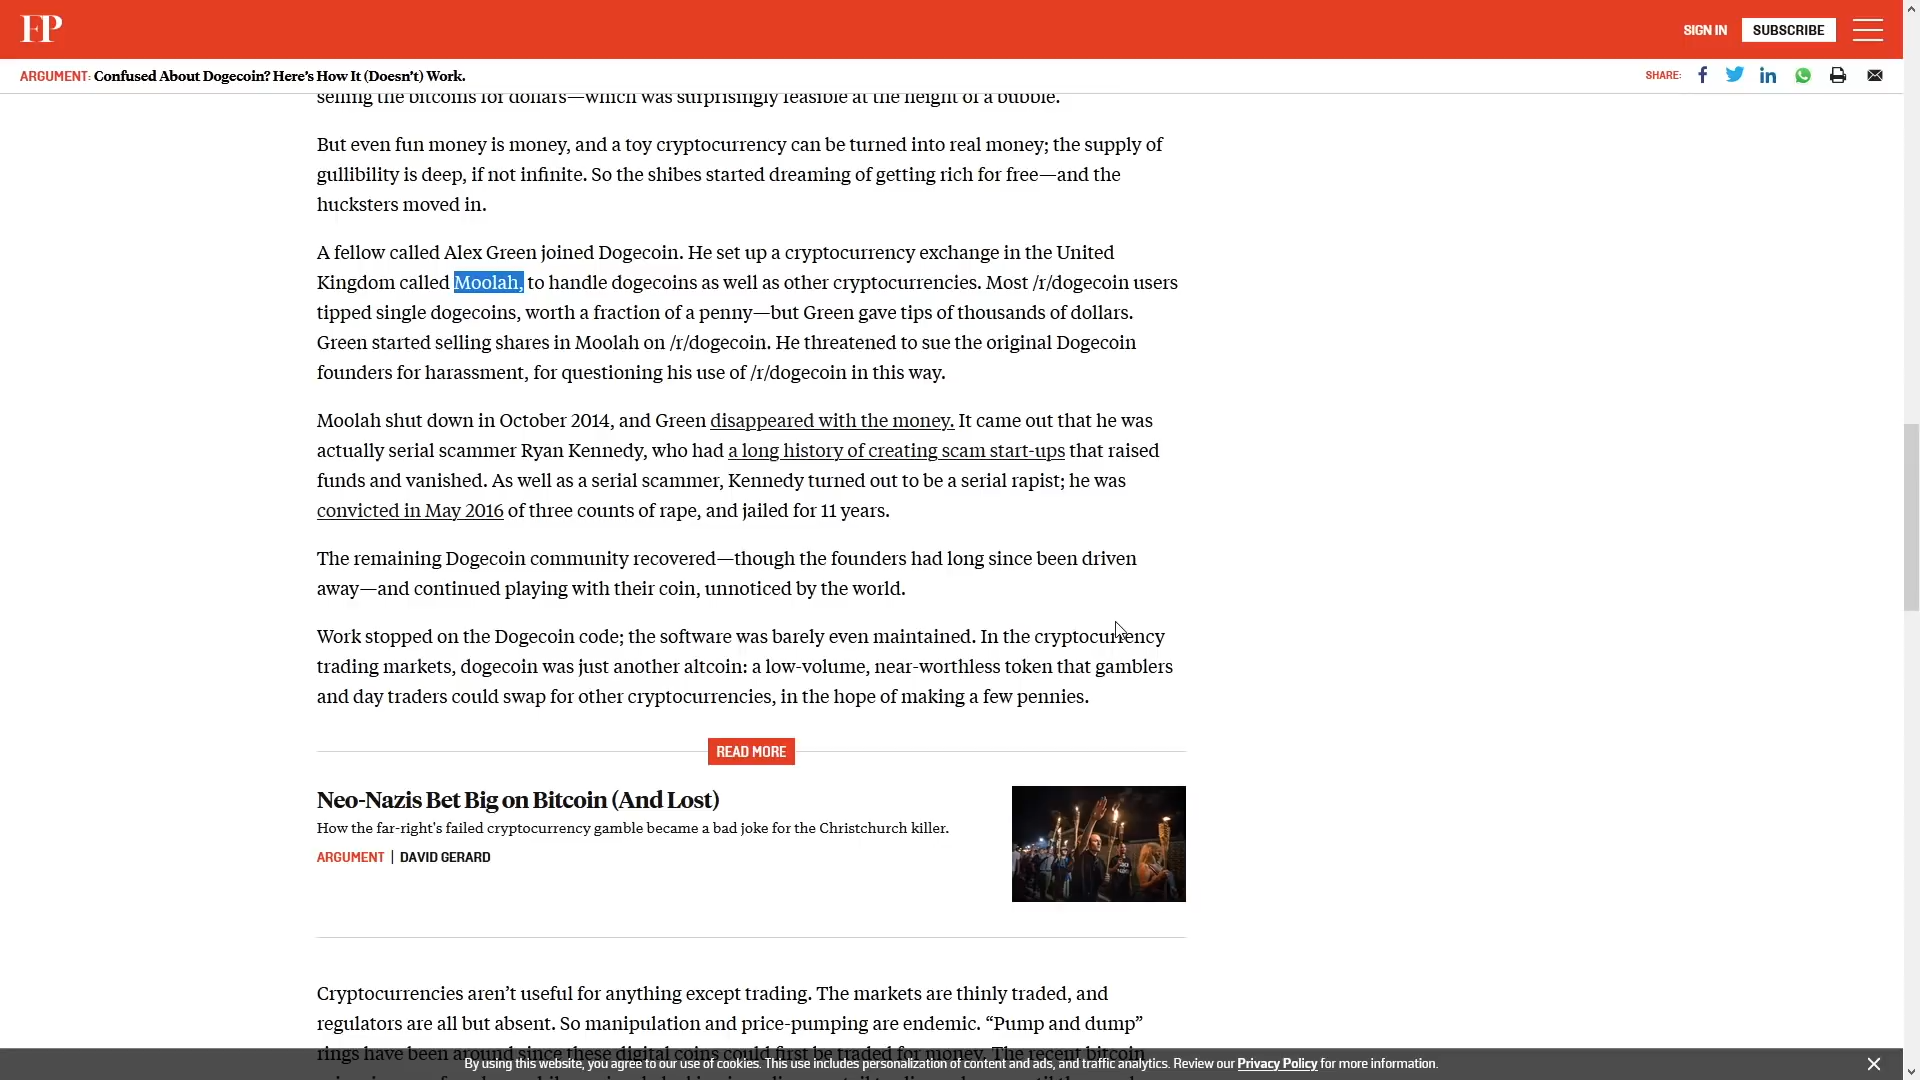 FP
SIGN IN
SUBSCRIBE
ARGUMENT: Confused About Dogecoin? Here’s How It (Doesn’t) Work.
SHARE:
selling the bitcoins for dollars—which was surprisingly feasible at the height of a bubble.
But even fun money is money, and a toy cryptocurrency can be turned into real money; the supply of
gullibility is deep, if not infinite. So the shibes started dreaming of getting rich for free—and the
hucksters moved in.
A fellow called Alex Green joined Dogecoin. He set up a cryptocurrency exchange in the United
Kingdom called Moolah, to handle dogecoins as well as other cryptocurrencies. Most /r/dogecoin users
tipped single dogecoins, worth a fraction of a penny—but Green gave tips of thousands of dollars.
Green started selling shares in Moolah on /r/dogecoin. He threatened to sue the original Dogecoin
founders for harassment, for questioning his use of /r/dogecoin in this way.
Moolah shut down in October 2014, and Green disappeared with the money. It came out that he was
actually serial scammer Ryan Kennedy, who had a long history of creating scam start-ups that raised
funds and vanished. As well as a serial scammer, Kennedy turned out to be a serial rapist; he was
convicted in May 2016 of three counts of rape, and jailed for 11 years.
The remaining Dogecoin community recovered—though the founders had long since been driven
away—and continued playing with their coin, unnoticed by the world.
Work stopped on the Dogecoin code; the software was barely even maintained. In the cryptocurrency
trading markets, dogecoin was just another altcoin: a low-volume, near-worthless token that gamblers
and day traders could swap for other cryptocurrencies, in the hope of making a few pennies.
READ MORE
Neo-Nazis Bet Big on Bitcoin (And Lost)
How the far-right's failed cryptocurrency gamble became a bad joke for the Christchurch killer.
ARGUMENT | DAVID GERARD
Cryptocurrencies aren’t useful for anything except trading. The markets are thinly traded, and
regulators are all but absent. So manipulation and price-pumping are endemic. “Pump and dump”
rings have been around since these digital coins could first be traded for money. The recent bitcoin
By using this website, you agree to our use of cookies. This use includes personalization of content and ads, and traffic analytics. Review our Privacy Policy for more information.